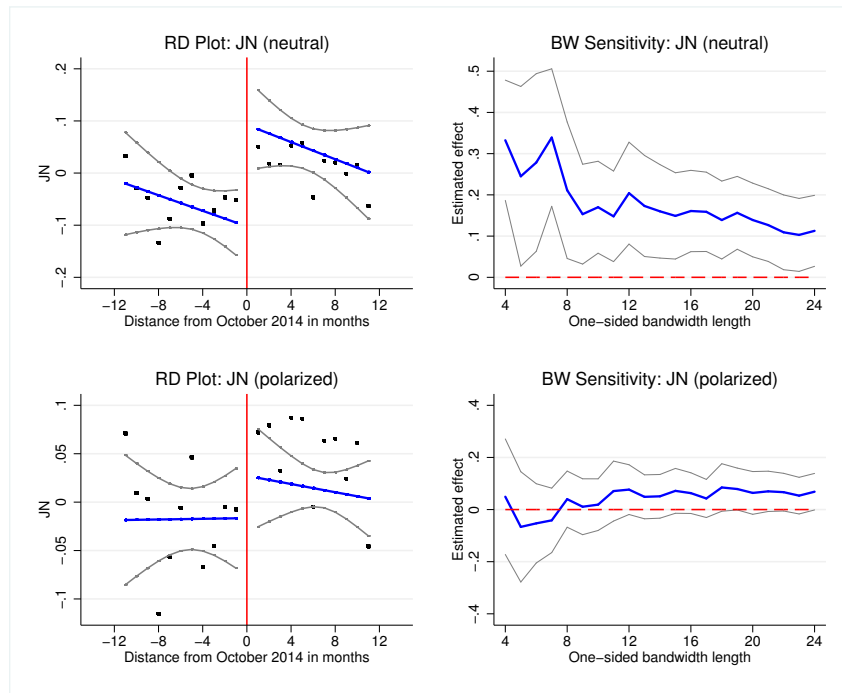 RD Plot: JN (neutral)
JN
.2
.1
0
−.1
−.2
−12 −8 −4 0 4 8 12
Distance from October 2014 in months
BW Sensitivity: JN (neutral)
Estimated effect
.5
.4
.3
.2
.1
0
4 8 12 16 20 24
One−sided bandwidth length
RD Plot: JN (polarized)
JN
.1
.05
0
−.05
−.1
−12 −8 −4 0 4 8 12
Distance from October 2014 in months
BW Sensitivity: JN (polarized)
Estimated effect
.4
.2
0
−.2
−.4
4 8 12 16 20 24
One−sided bandwidth length